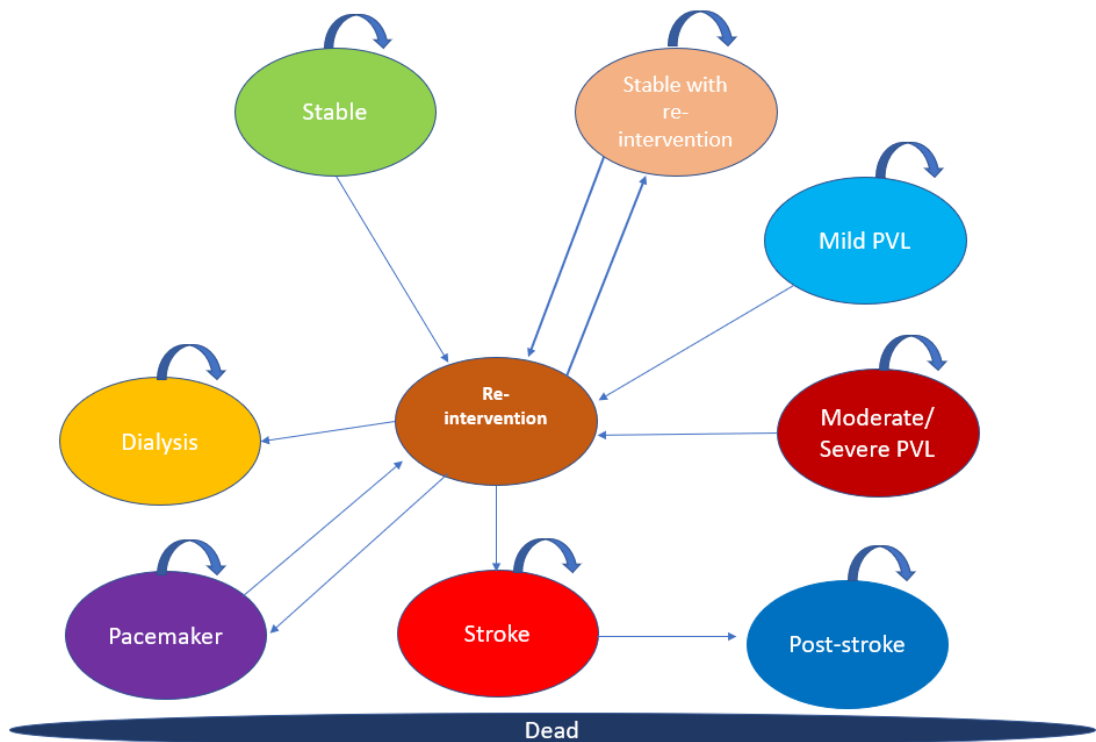 Stable
Stable with
re-
intervention
Mild PVL
Re-
intervention
Dialysis
Moderate/
Severe PVL
Pacemaker
Stroke
Post-stroke
Dead